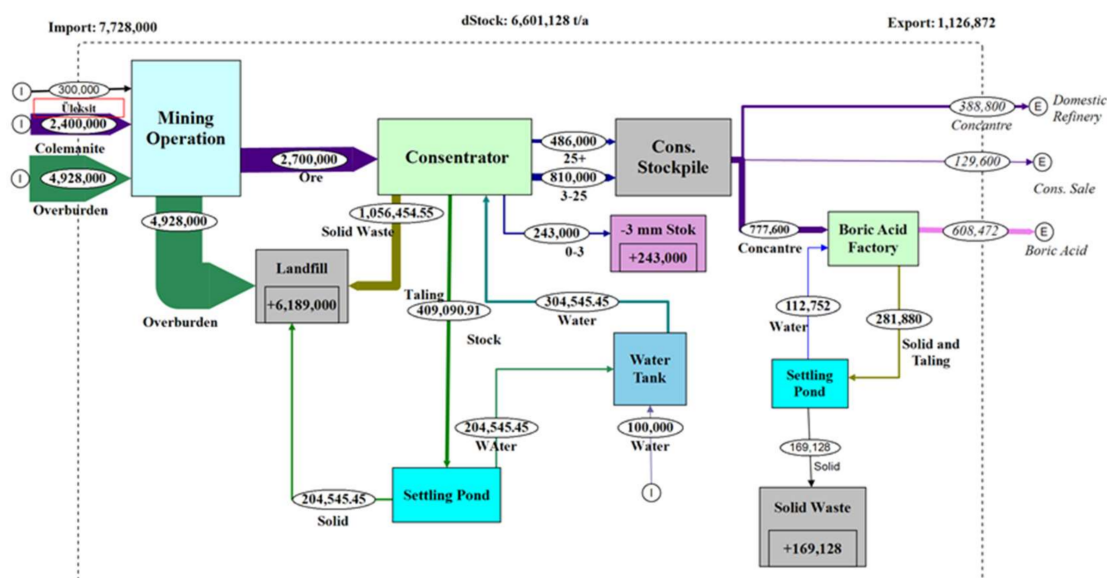 Import: 7,728,000
dStock: 6,601,128 t/a
Export: 1,126,872
I
300,000
Üleksit
I
2,400,000
Colemanite
I
4,928,000
Overburden
Mining
Operation
2,700,000
Ore
4,928,000
Overburden
Consentrator
486,000
25+
810,000
3-25
Cons.
Stockpile
388,800
Concantre
E
Domestic
Refinery
129,600
E
Cons. Sale
777,600
Concantre
Boric Acid
Factory
608,472
E
Boric Acid
1,056,454.55
Solid Waste
243,000
0-3
-3 mm Stok
+243,000
Landfill
+6,189,000
Taling
409,090.91
Stock
304,545.45
Water
Water
Tank
112,752
Water
281,880
Solid and
Taling
Settling
Pond
204,545.45
WAter
100,000
Water
I
169,128
Solid
204,545.45
Solid
Settling Pond
Solid Waste
+169,128